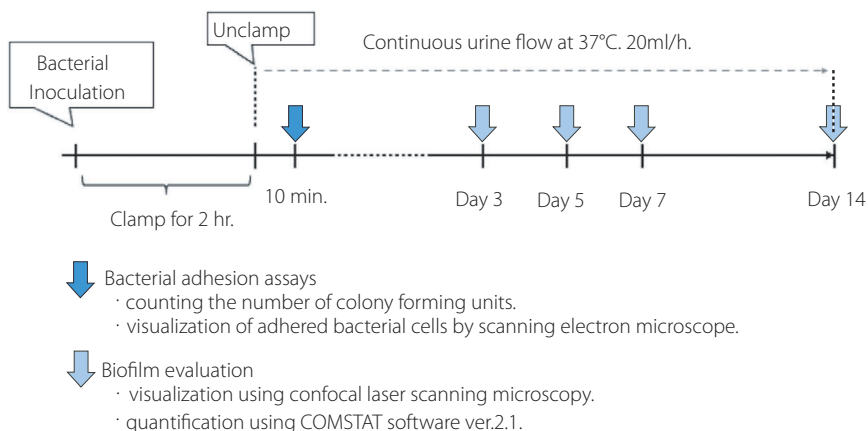 Unclamp
Continuous urine flow at 37°C. 20ml/h.
Bacterial
Inoculation
10 min.
Day 3
Day 5
Day 7
Day 14
Clamp for 2 hr.
Bacterial adhesion assays
· counting the number of colony forming units.
· visualization of adhered bacterial cells by scanning electron microscope.
Biofilm evaluation
· visualization using confocal laser scanning microscopy.
· quantification using COMSTAT software ver.2.1.